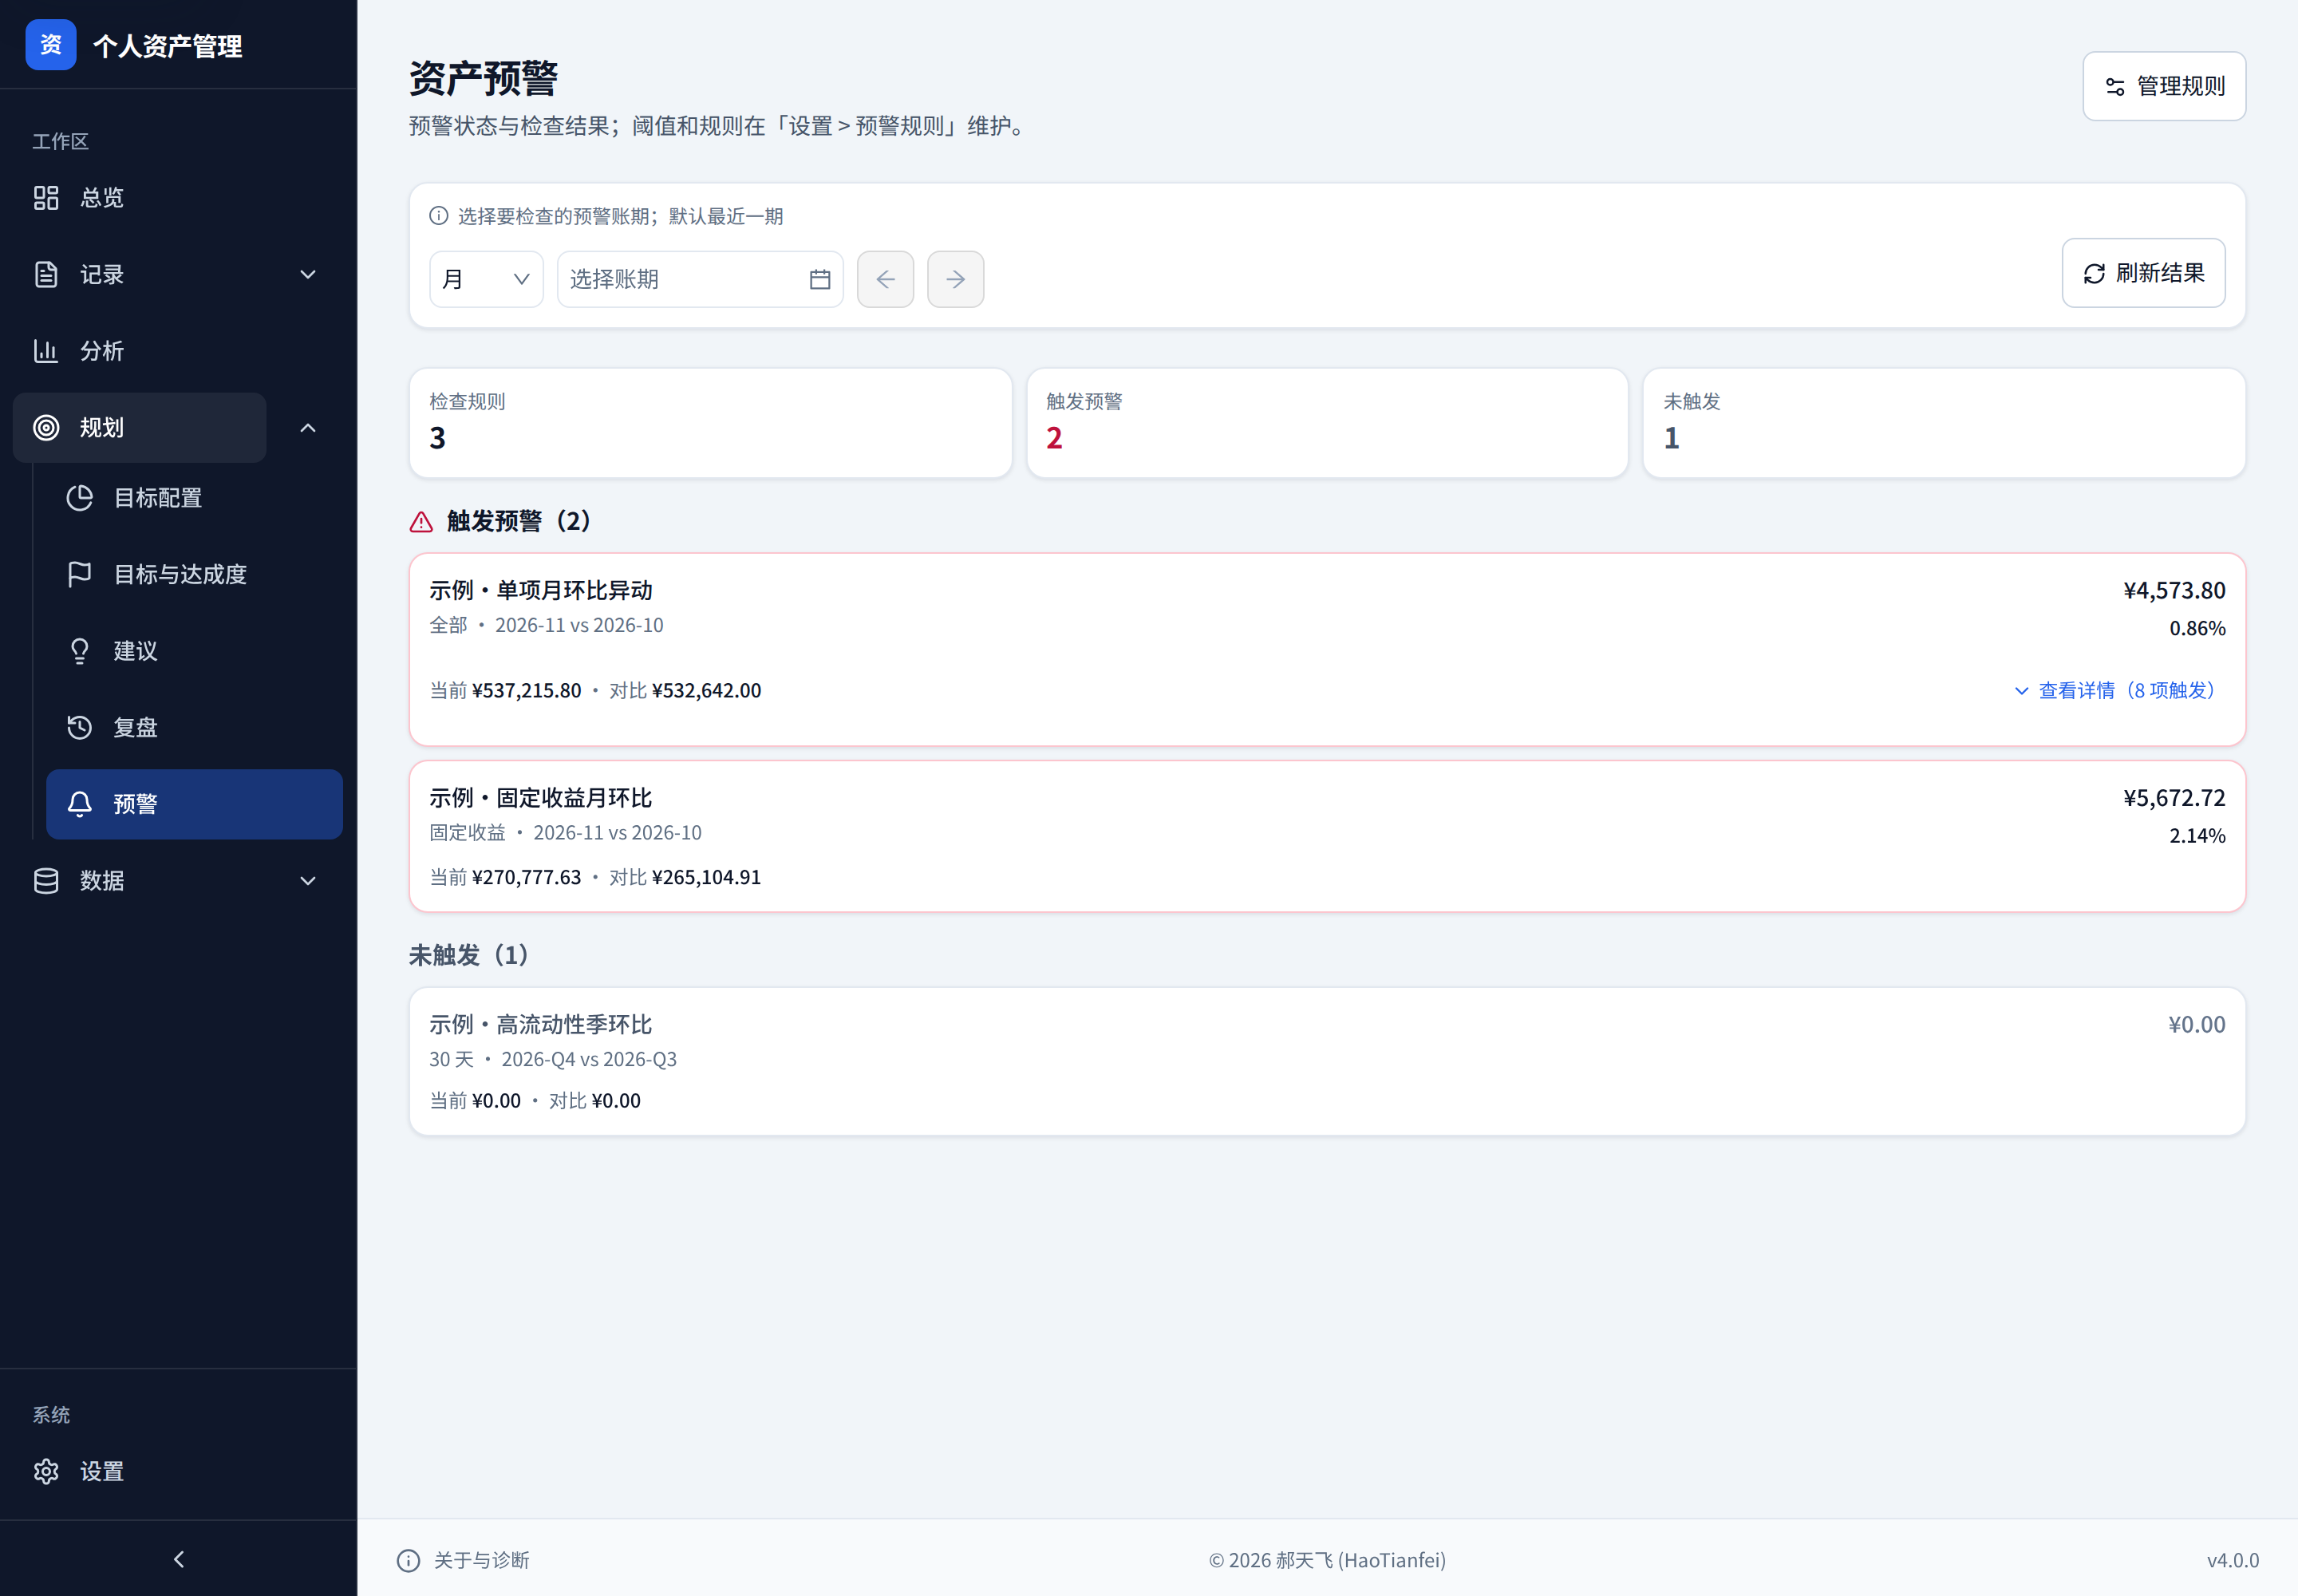 资 个人资产管理
工作区
总览
记录
分析
规划
目标配置
目标与达成度
建议
复盘
预警
数据
系统
设置
资产预警
预警状态与检查结果；阈值和规则在「设置 > 预警规则」维护。
管理规则
选择要检查的预警账期；默认最近一期
月 选择账期
刷新结果
检查规则
3
触发预警
2
未触发
1
触发预警（2）
示例·单项月环比异动 ¥4,573.80
全部 · 2026-11 vs 2026-10 0.86%
当前 ¥537,215.80 · 对比 ¥532,642.00 查看详情（8 项触发）
示例·固定收益月环比 ¥5,672.72
固定收益 · 2026-11 vs 2026-10 2.14%
当前 ¥270,777.63 · 对比 ¥265,104.91
未触发（1）
示例·高流动性季环比 ¥0.00
30 天 · 2026-Q4 vs 2026-Q3
当前 ¥0.00 · 对比 ¥0.00
关于与诊断 © 2026 郝天飞 (HaoTianfei) v4.0.0